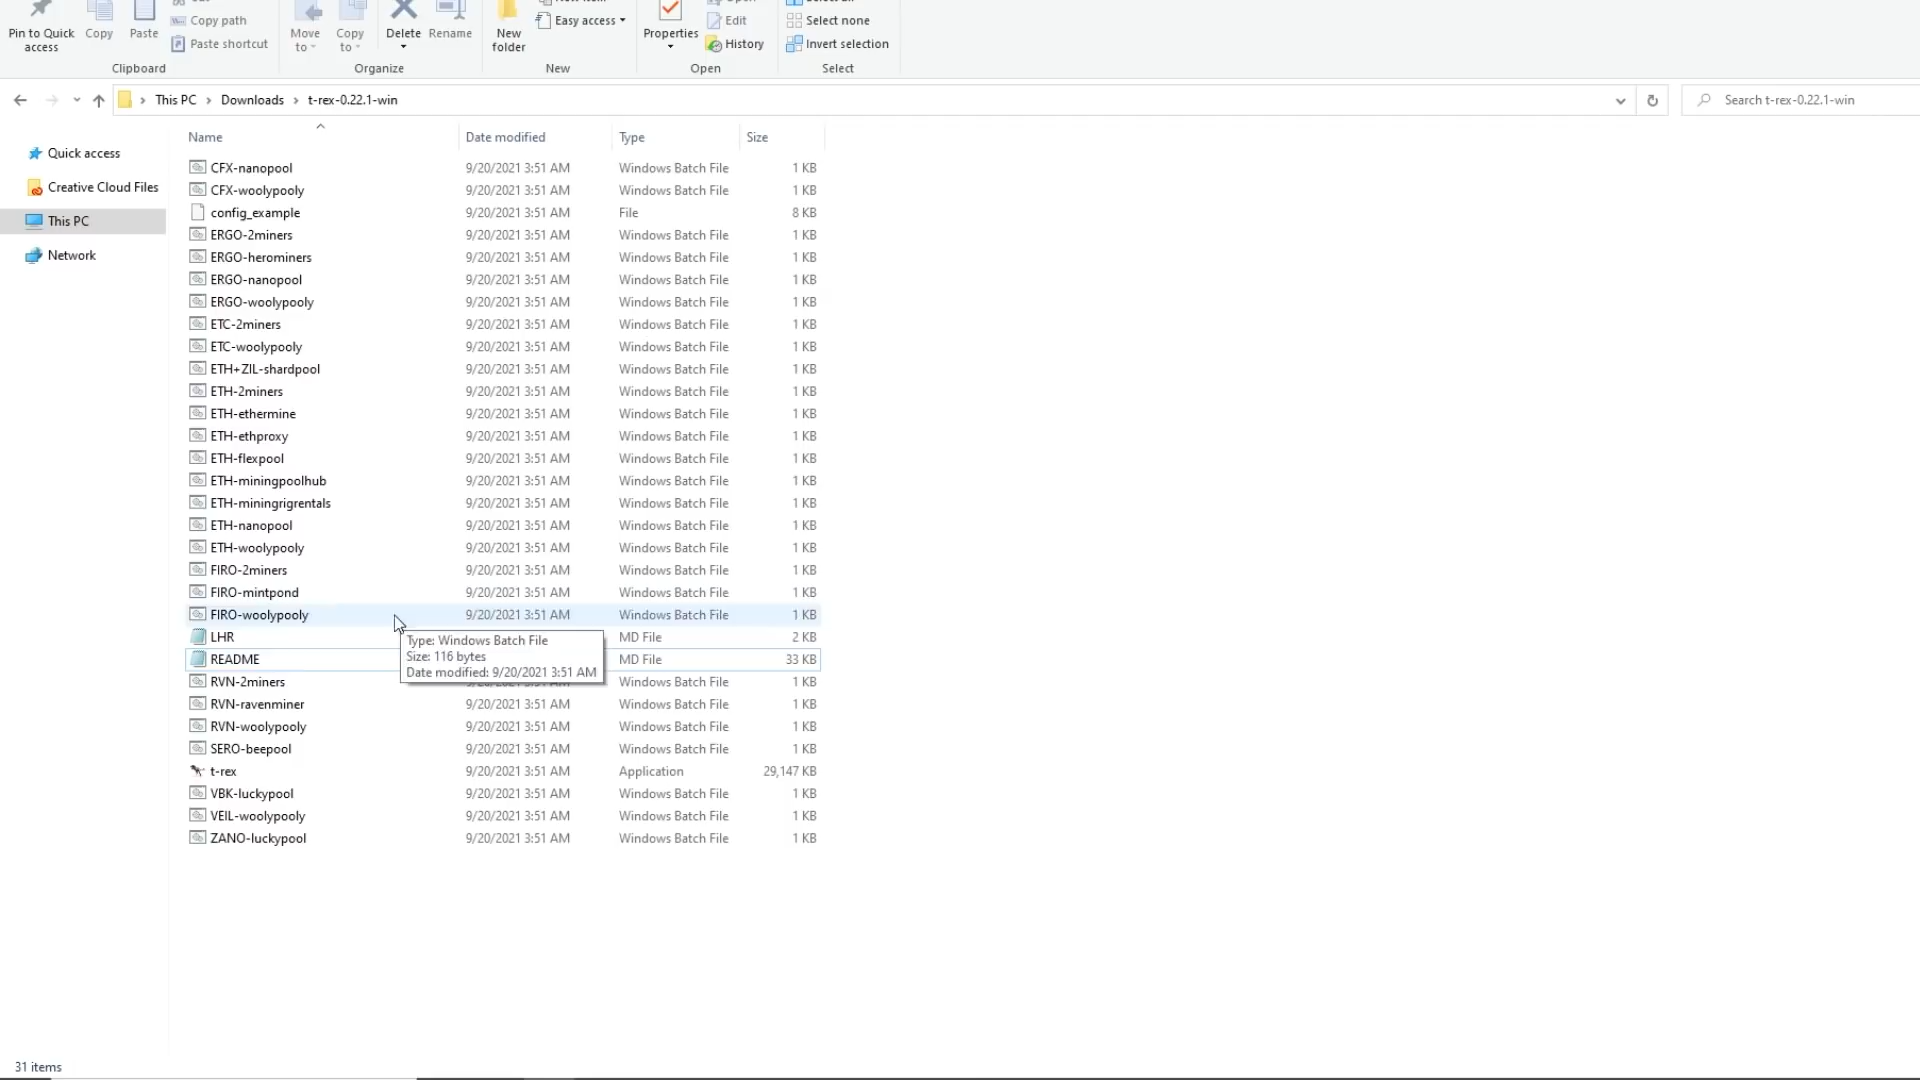 Pin to Quick access
Copy
Paste
Copy path
Paste shortcut
Clipboard
Move to
Copy to
Delete
Rename
Organize
New folder
Easy access
New
Properties
Edit
History
Open
Select none
Invert selection
Select
This PC > Downloads > t-rex-0.22.1-win
Search t-rex-0.22.1-win
Quick access
Creative Cloud Files
This PC
Network
Name Date modified Type Size
CFX-nanopool 9/20/2021 3:51 AM Windows Batch File 1 KB
CFX-woolypooly 9/20/2021 3:51 AM Windows Batch File 1 KB
config_example 9/20/2021 3:51 AM File 8 KB
ERGO-2miners 9/20/2021 3:51 AM Windows Batch File 1 KB
ERGO-herominers 9/20/2021 3:51 AM Windows Batch File 1 KB
ERGO-nanopool 9/20/2021 3:51 AM Windows Batch File 1 KB
ERGO-woolypooly 9/20/2021 3:51 AM Windows Batch File 1 KB
ETC-2miners 9/20/2021 3:51 AM Windows Batch File 1 KB
ETC-woolypooly 9/20/2021 3:51 AM Windows Batch File 1 KB
ETH+ZIL-shardpool 9/20/2021 3:51 AM Windows Batch File 1 KB
ETH-2miners 9/20/2021 3:51 AM Windows Batch File 1 KB
ETH-ethermine 9/20/2021 3:51 AM Windows Batch File 1 KB
ETH-ethproxy 9/20/2021 3:51 AM Windows Batch File 1 KB
ETH-flexpool 9/20/2021 3:51 AM Windows Batch File 1 KB
ETH-miningpoolhub 9/20/2021 3:51 AM Windows Batch File 1 KB
ETH-miningrigrentals 9/20/2021 3:51 AM Windows Batch File 1 KB
ETH-nanopool 9/20/2021 3:51 AM Windows Batch File 1 KB
ETH-woolypooly 9/20/2021 3:51 AM Windows Batch File 1 KB
FIRO-2miners 9/20/2021 3:51 AM Windows Batch File 1 KB
FIRO-mintpond 9/20/2021 3:51 AM Windows Batch File 1 KB
FIRO-woolypooly 9/20/2021 3:51 AM Windows Batch File 1 KB
LHR MD File 2 KB
README MD File 33 KB
Type: Windows Batch File
Size: 116 bytes
Date modified: 9/20/2021 3:51 AM
RVN-2miners 9/20/2021 3:51 AM Windows Batch File 1 KB
RVN-ravenminer 9/20/2021 3:51 AM Windows Batch File 1 KB
RVN-woolypooly 9/20/2021 3:51 AM Windows Batch File 1 KB
SERO-beepool 9/20/2021 3:51 AM Windows Batch File 1 KB
t-rex 9/20/2021 3:51 AM Application 29,147 KB
VBK-luckypool 9/20/2021 3:51 AM Windows Batch File 1 KB
VEIL-woolypooly 9/20/2021 3:51 AM Windows Batch File 1 KB
ZANO-luckypool 9/20/2021 3:51 AM Windows Batch File 1 KB
31 items